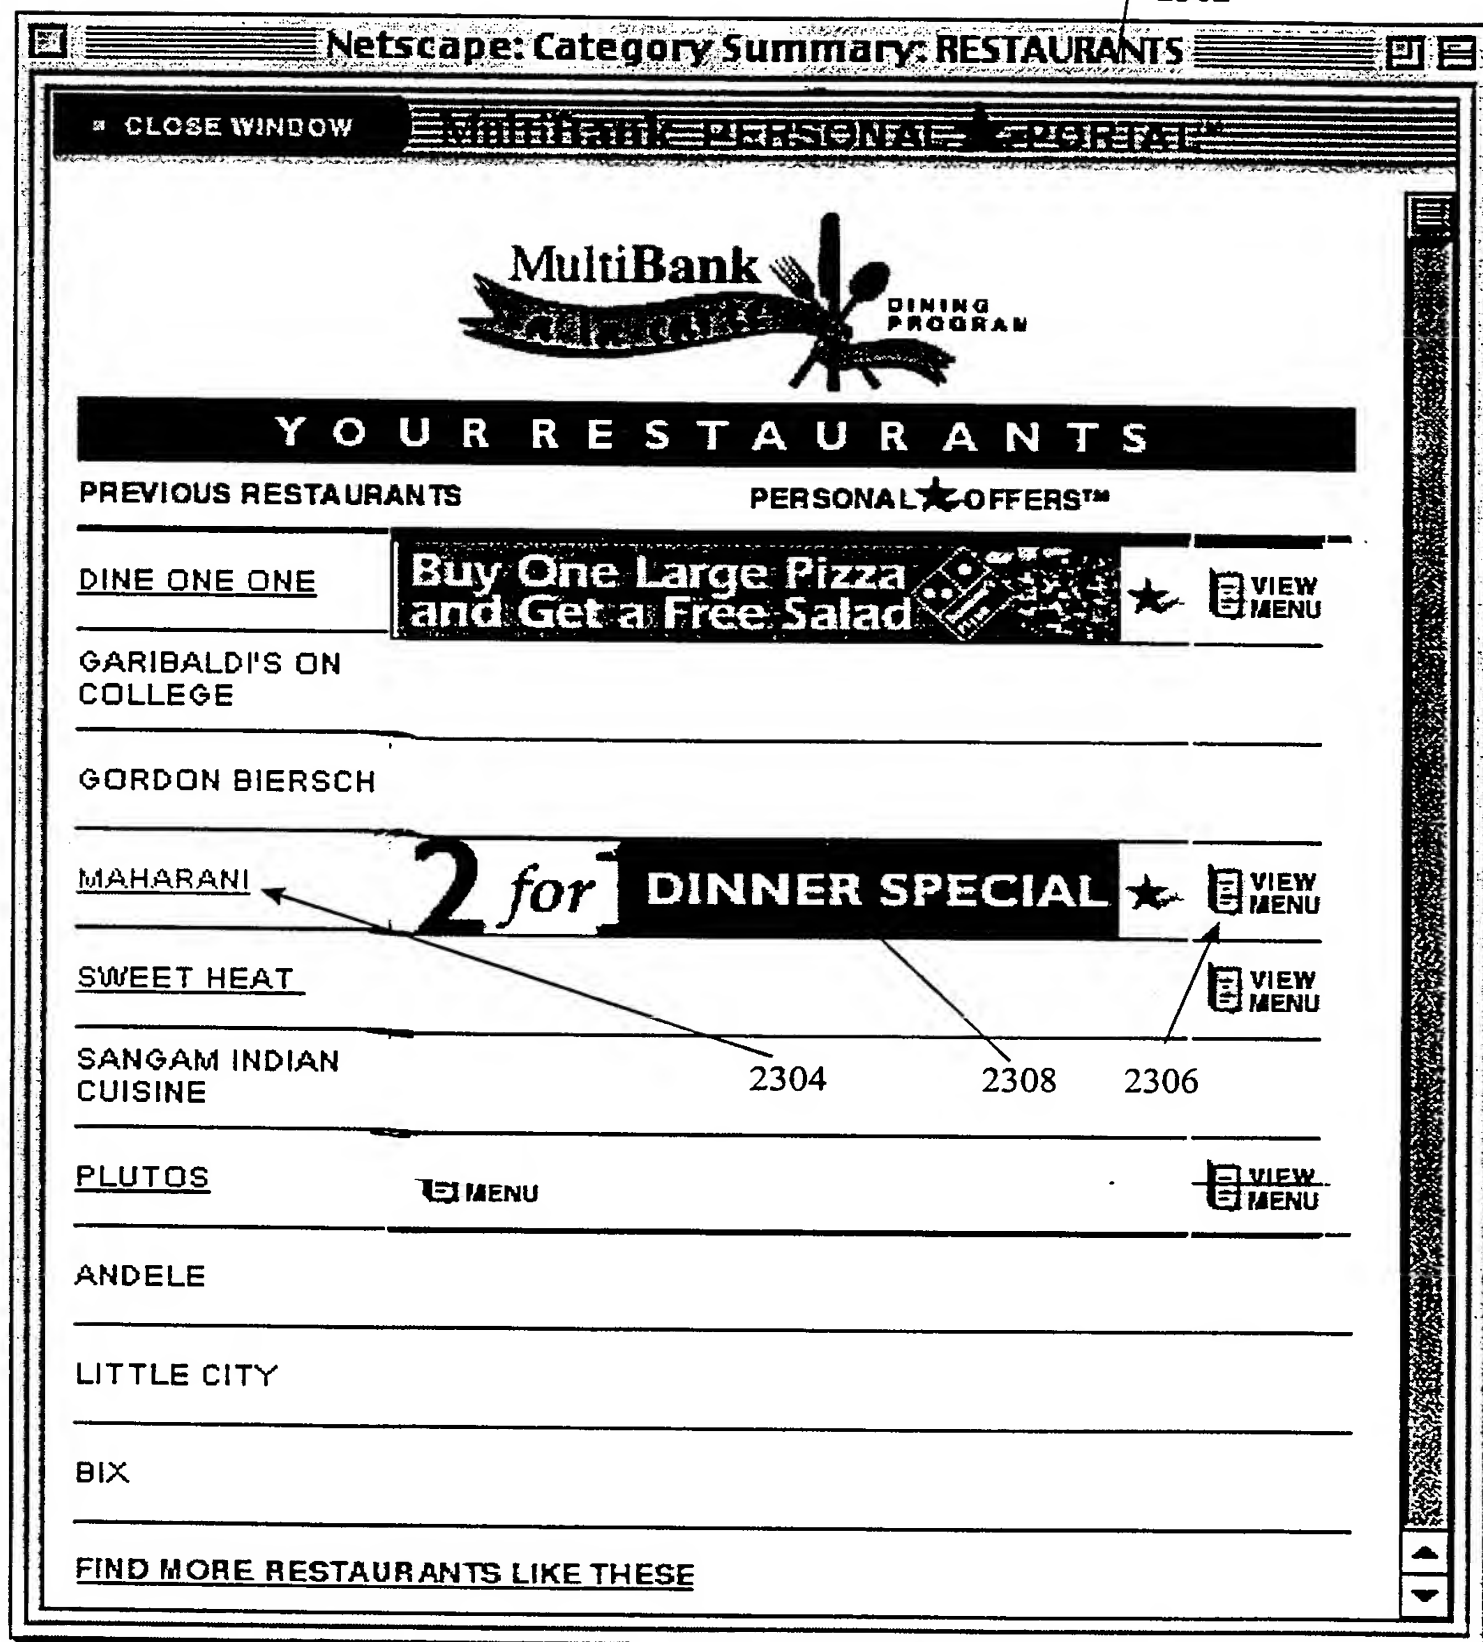 Netscape: Category Summary: RESTAURANTS
CLOSE WINDOW
MultiBank PERSONAL PORTAL™
MultiBank
DINING
PROGRAM
YOUR RESTAURANTS
PREVIOUS RESTAURANTS
PERSONAL OFFERS™
DINE ONE ONE
Buy One Large Pizza
and Get a Free Salad
VIEW
MENU
GARIBALDI'S ON
COLLEGE
GORDON BIERSCH
MAHARANI
2 for 1 DINNER SPECIAL
VIEW
MENU
SWEET HEAT
VIEW
MENU
SANGAM INDIAN
CUISINE
2304
2308
2306
PLUTOS
MENU
VIEW
MENU
ANDELE
LITTLE CITY
BIX
FIND MORE RESTAURANTS LIKE THESE